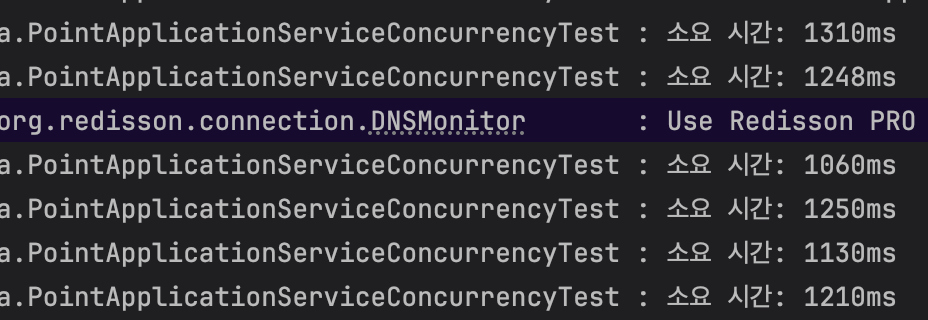 a.PointApplicationServiceConcurrencyTest : 소요 시간: 1310ms
a.PointApplicationServiceConcurrencyTest : 소요 시간: 1248ms
org.redisson.connection.DNSMonitor : Use Redisson PRO
a.PointApplicationServiceConcurrencyTest : 소요 시간: 1060ms
a.PointApplicationServiceConcurrencyTest : 소요 시간: 1250ms
a.PointApplicationServiceConcurrencyTest : 소요 시간: 1130ms
a.PointApplicationServiceConcurrencyTest : 소요 시간: 1210ms